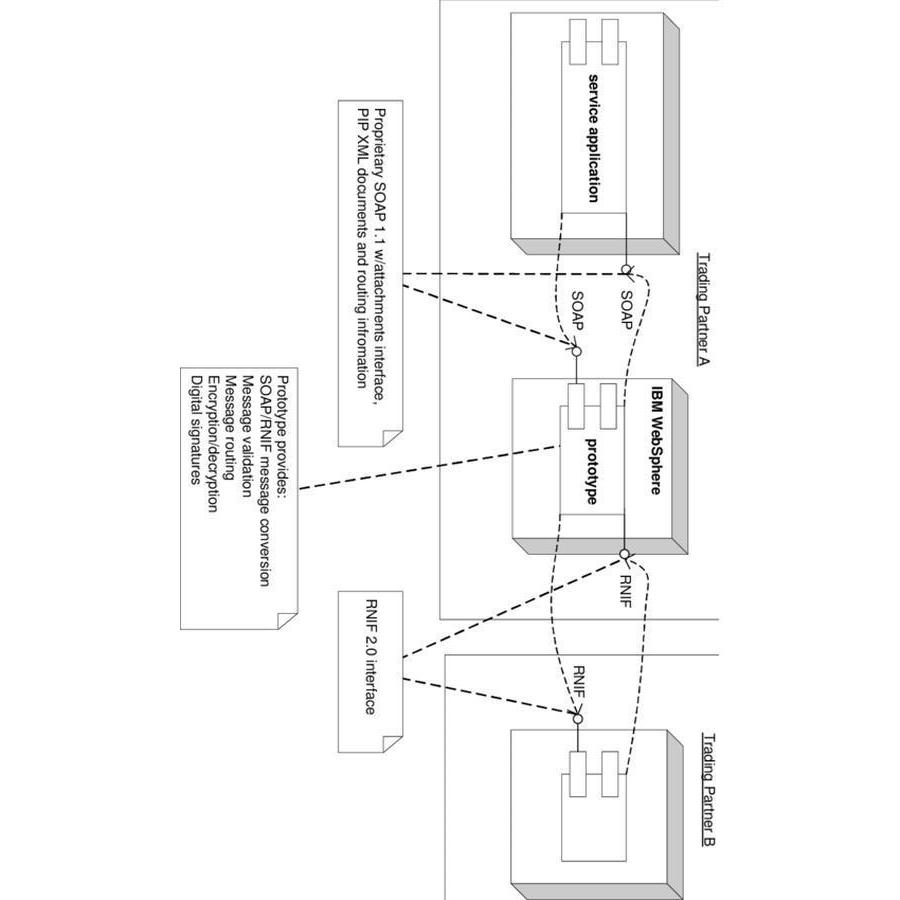 Trading Partner A
Trading Partner B
IBM WebSphere
service application
SOAP
prototype
RNIF
SOAP
RNIF
Proprietary SOAP 1.1 w/attachments interface,
PIP XML documents and routing infromation
RNIF 2.0 interface
Prototype provides:
SOAP/RNIF message conversion
Message validation
Message routing
Encryption/decryption
Digital signatures